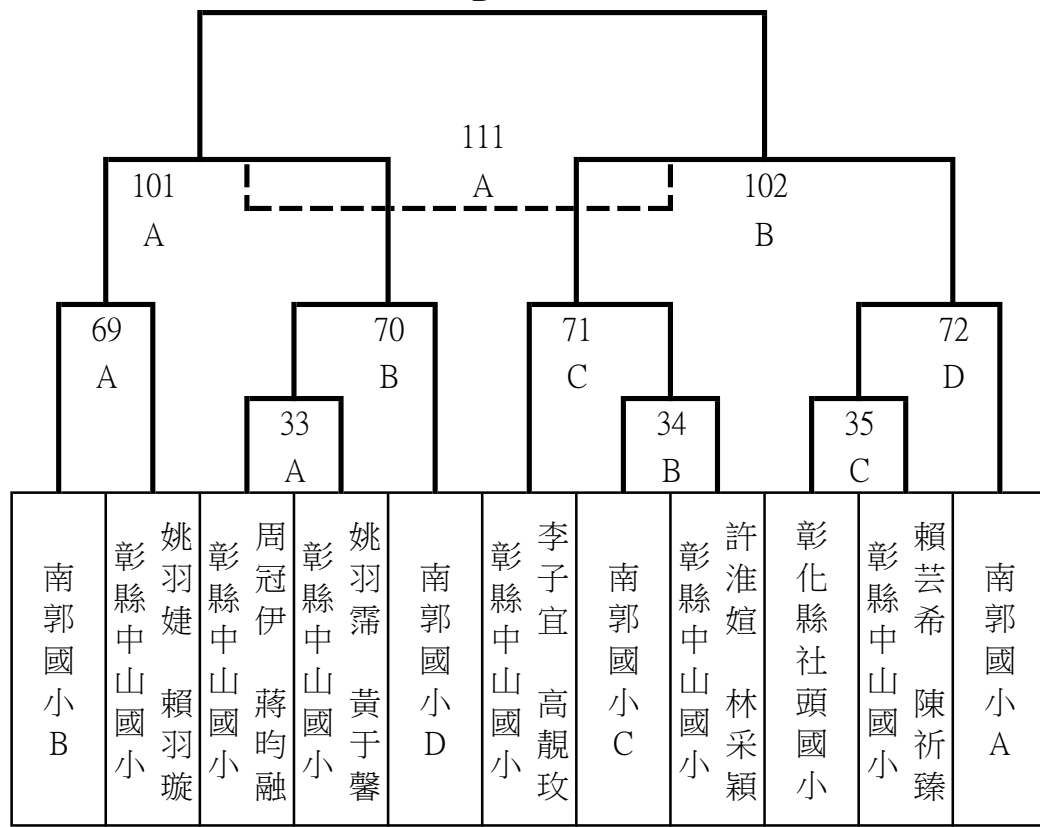 111
A
101
A
102
B
69
A
70
B
71
C
72
D
33
A
34
B
35
C
南郭國小B
彰縣中山國小
姚羽婕 賴羽璇
彰縣中山國小
周冠伊 蔣昀融
彰縣中山國小
姚羽霈 黃于馨
南郭國小D
彰縣中山國小
李子宜 高靚玫
南郭國小C
彰縣中山國小
許淮媗 林采穎
彰化縣社頭國小
彰縣中山國小
賴芸希 陳祈臻
南郭國小A